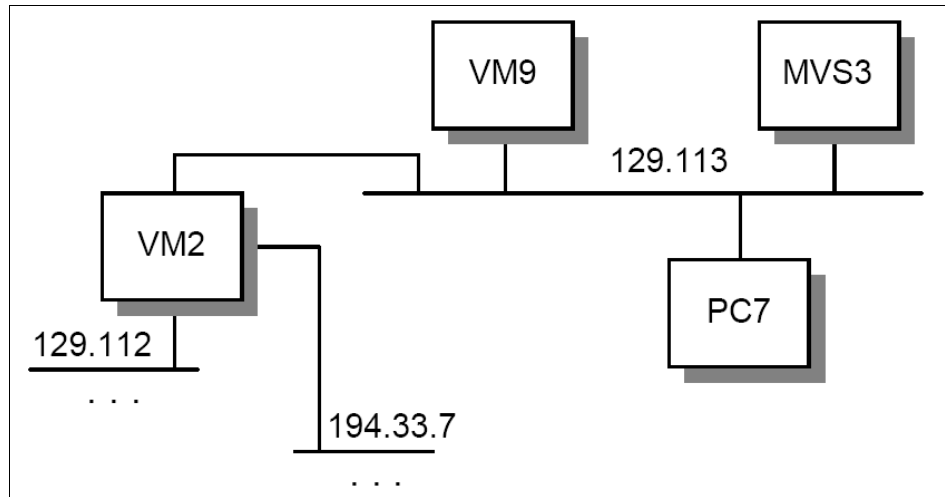 VM9
MVS3
129.113
VM2
PC7
129.112
. . .
194.33.7
. . .